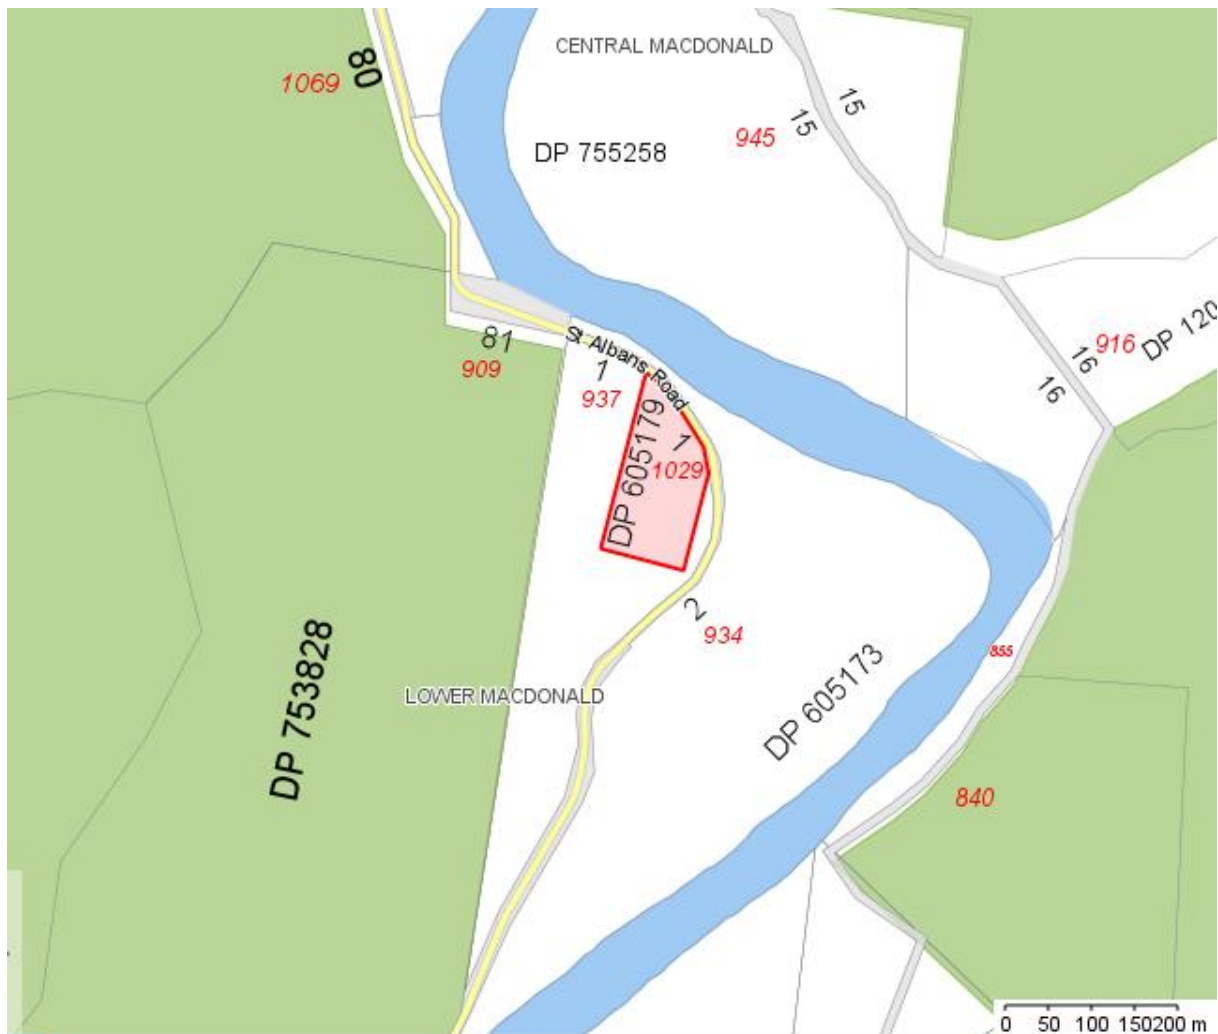 CENTRAL MACDONALD
80
1069
15
15
945
DP 755258
DP 120
16
916
16
81
909
St Albans Road
1
937
DP 605179
1
1029
2
934
855
DP 753828
LOWER MACDONALD
DP 605173
840
0 50 100 150200 m